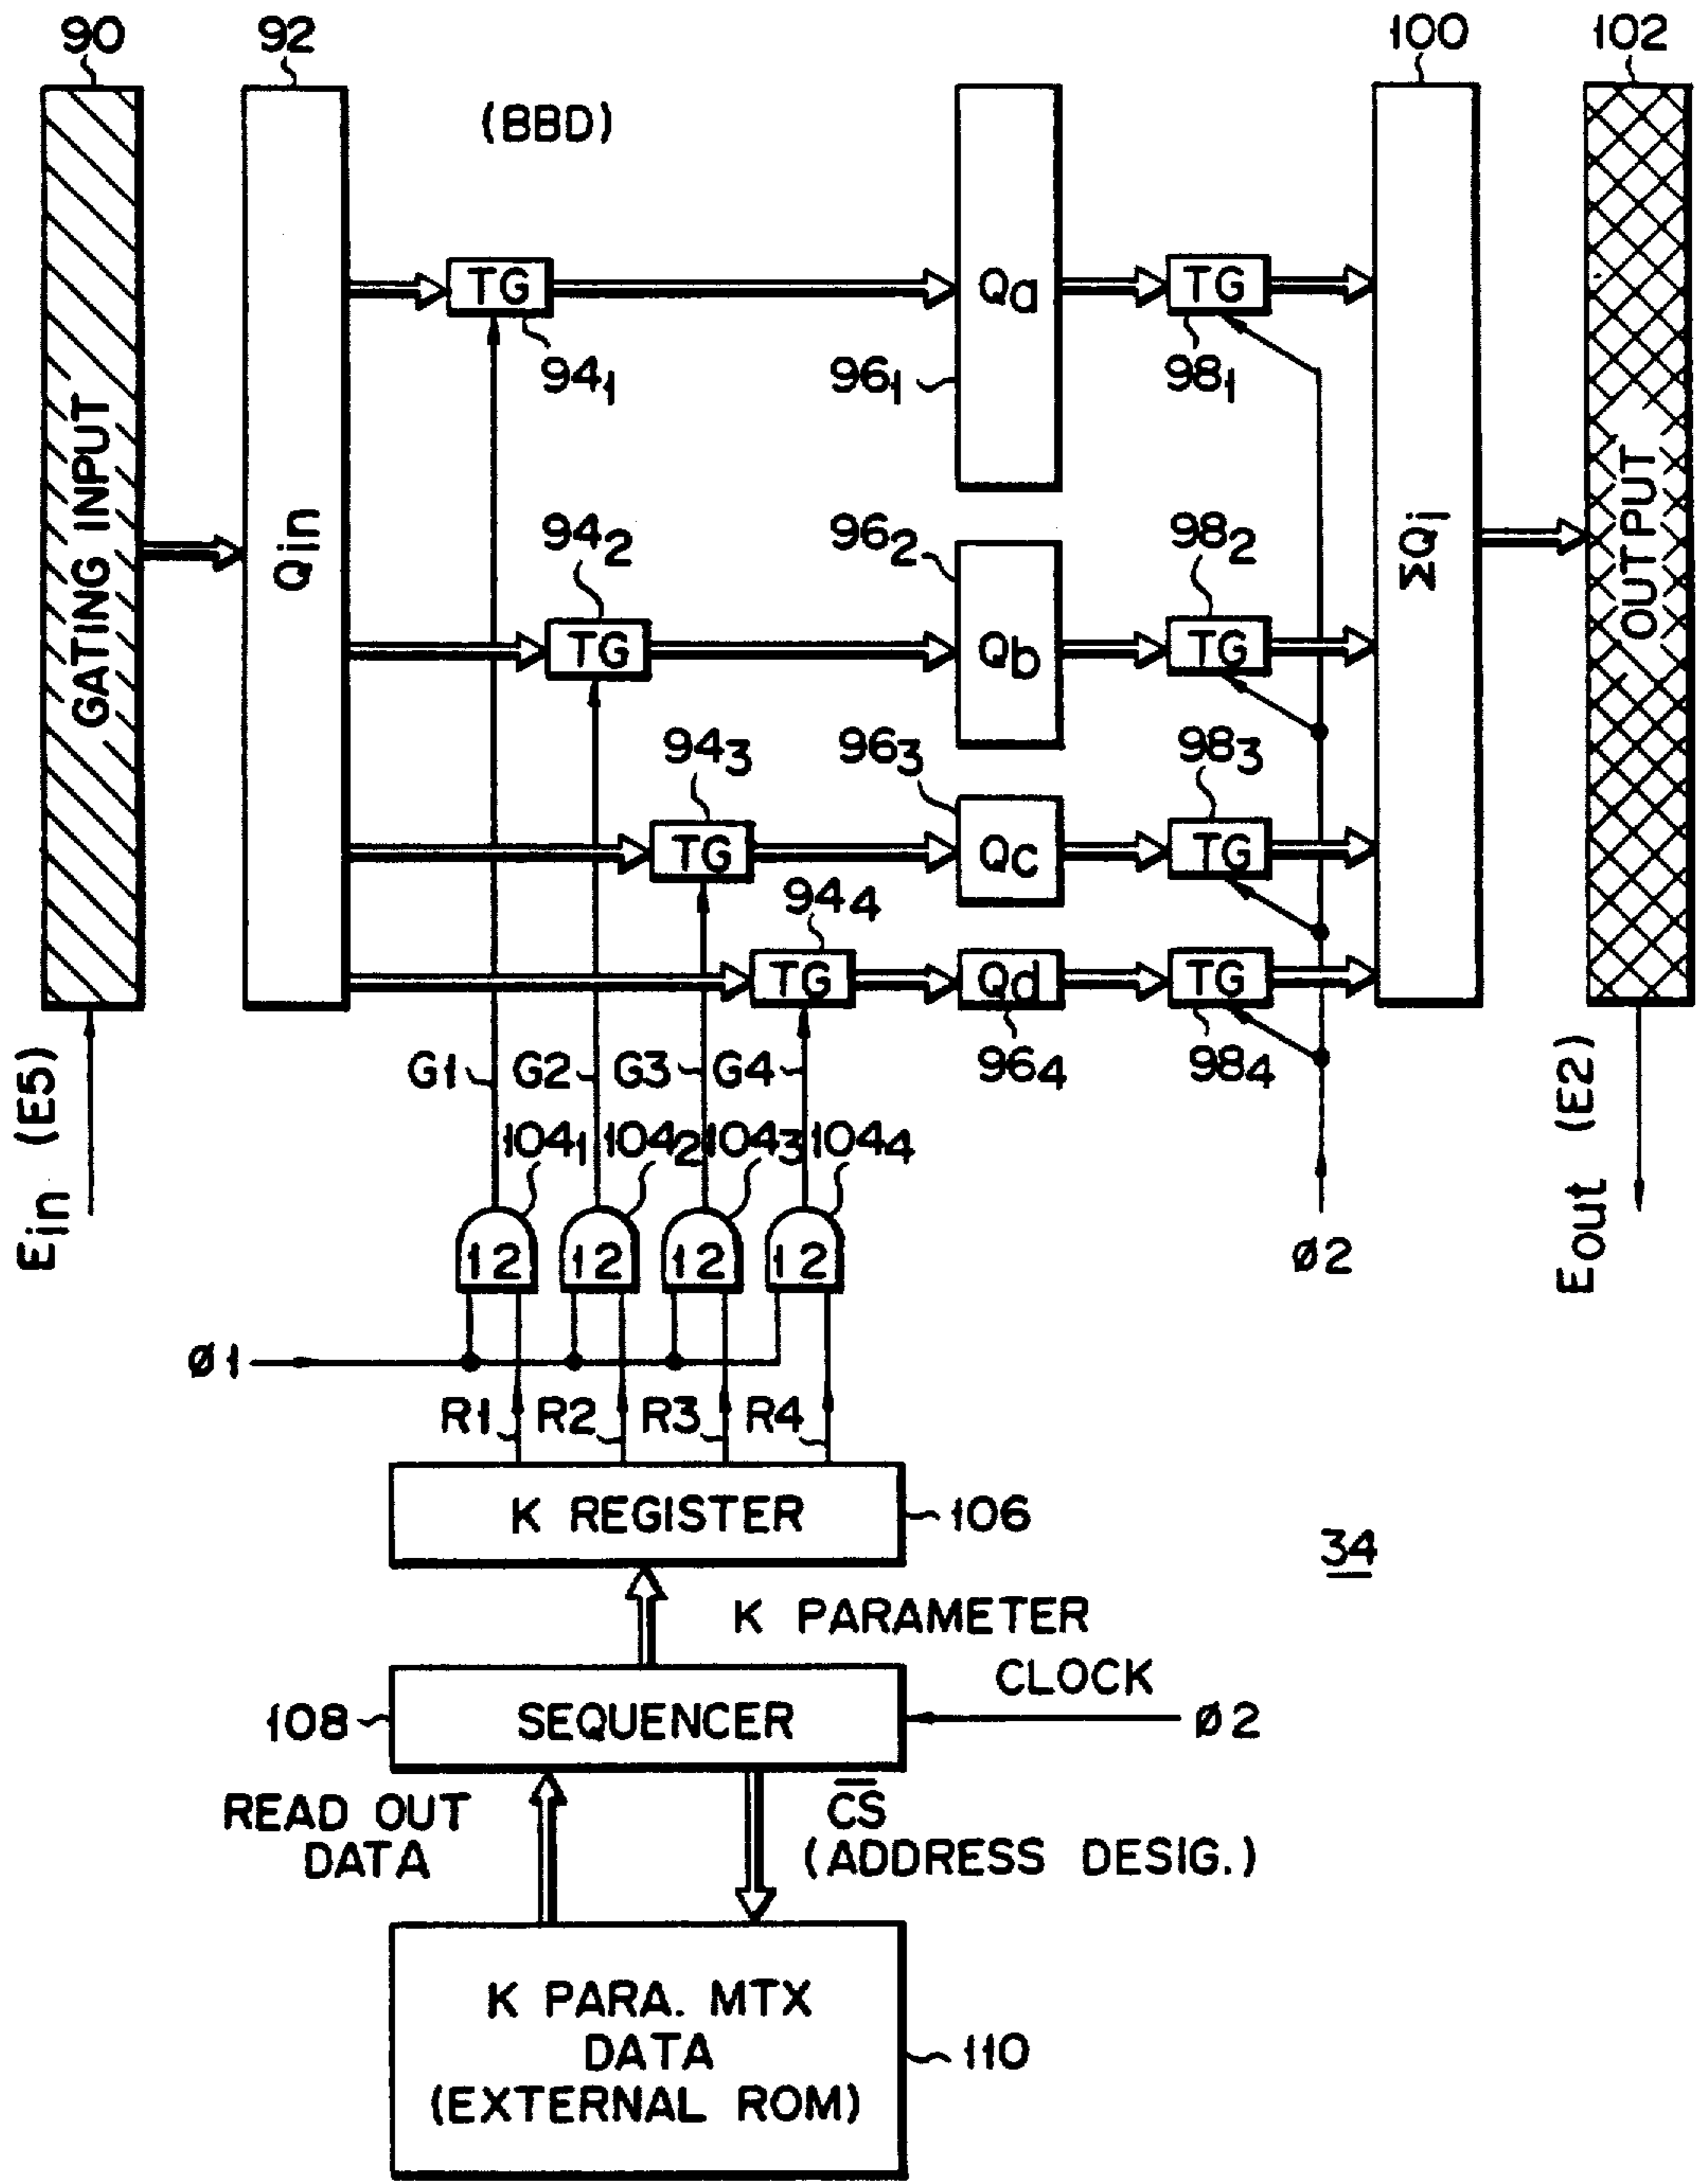 90
92
100
102
(BBD)
GATING INPUT
Qin
TG
94₁
Qa
96₁
TG
98₁
ΣQi
OUTPUT
94₂
TG
96₂
Qb
98₂
TG
94₃
TG
96₃
Qc
98₃
TG
94₄
TG
Qd
96₄
TG
98₄
Ein (E5)
G1
G2
G3
G4
Eout (E2)
104₁
104₂
104₃
104₄
12
12
12
12
ø2
ø1
R1
R2
R3
R4
K REGISTER
106
34
K PARAMETER
CLOCK
108
SEQUENCER
ø2
READ OUT
DATA
C̅S̅
(ADDRESS DESIG.)
K PARA. MTX
DATA
(EXTERNAL ROM)
110